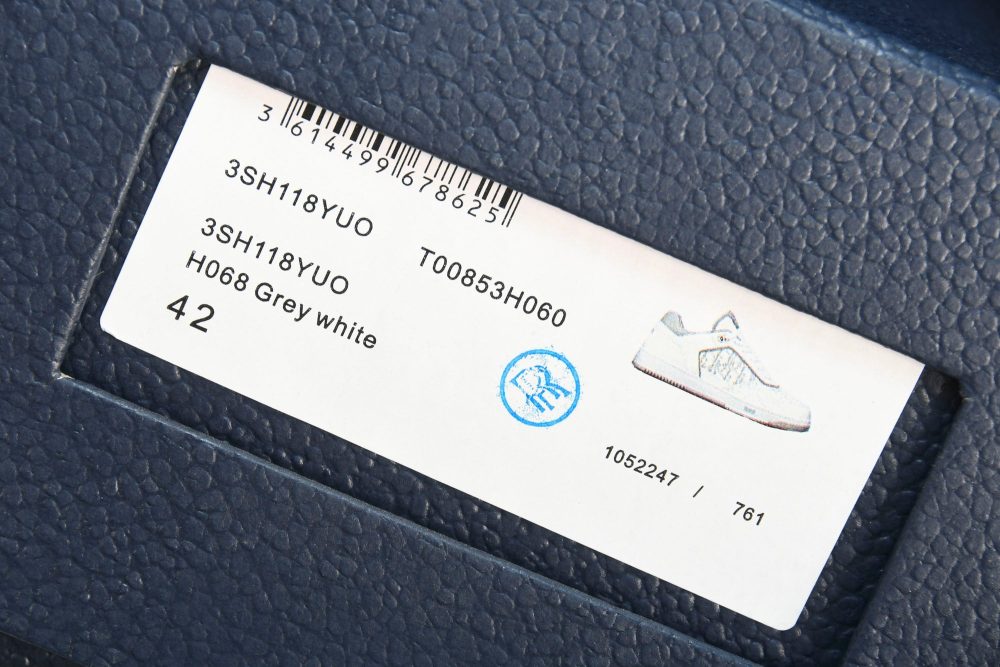 3 614499 678625
3SH118YUO
T00853H060
3SH118YUO
H068 Grey white
42
1052247 / 761